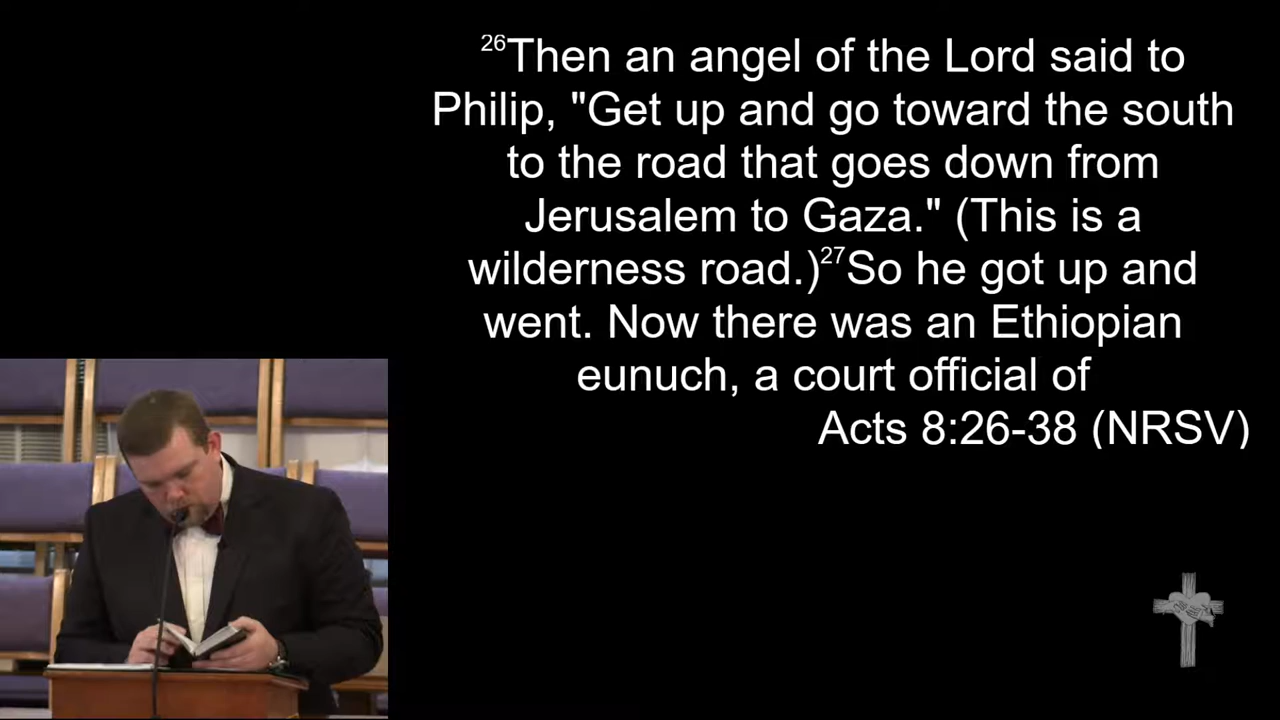 26Then an angel of the Lord said to
Philip, "Get up and go toward the south
to the road that goes down from
Jerusalem to Gaza." (This is a
wilderness road.)27So he got up and
went. Now there was an Ethiopian
eunuch, a court official of
Acts 8:26-38 (NRSV)